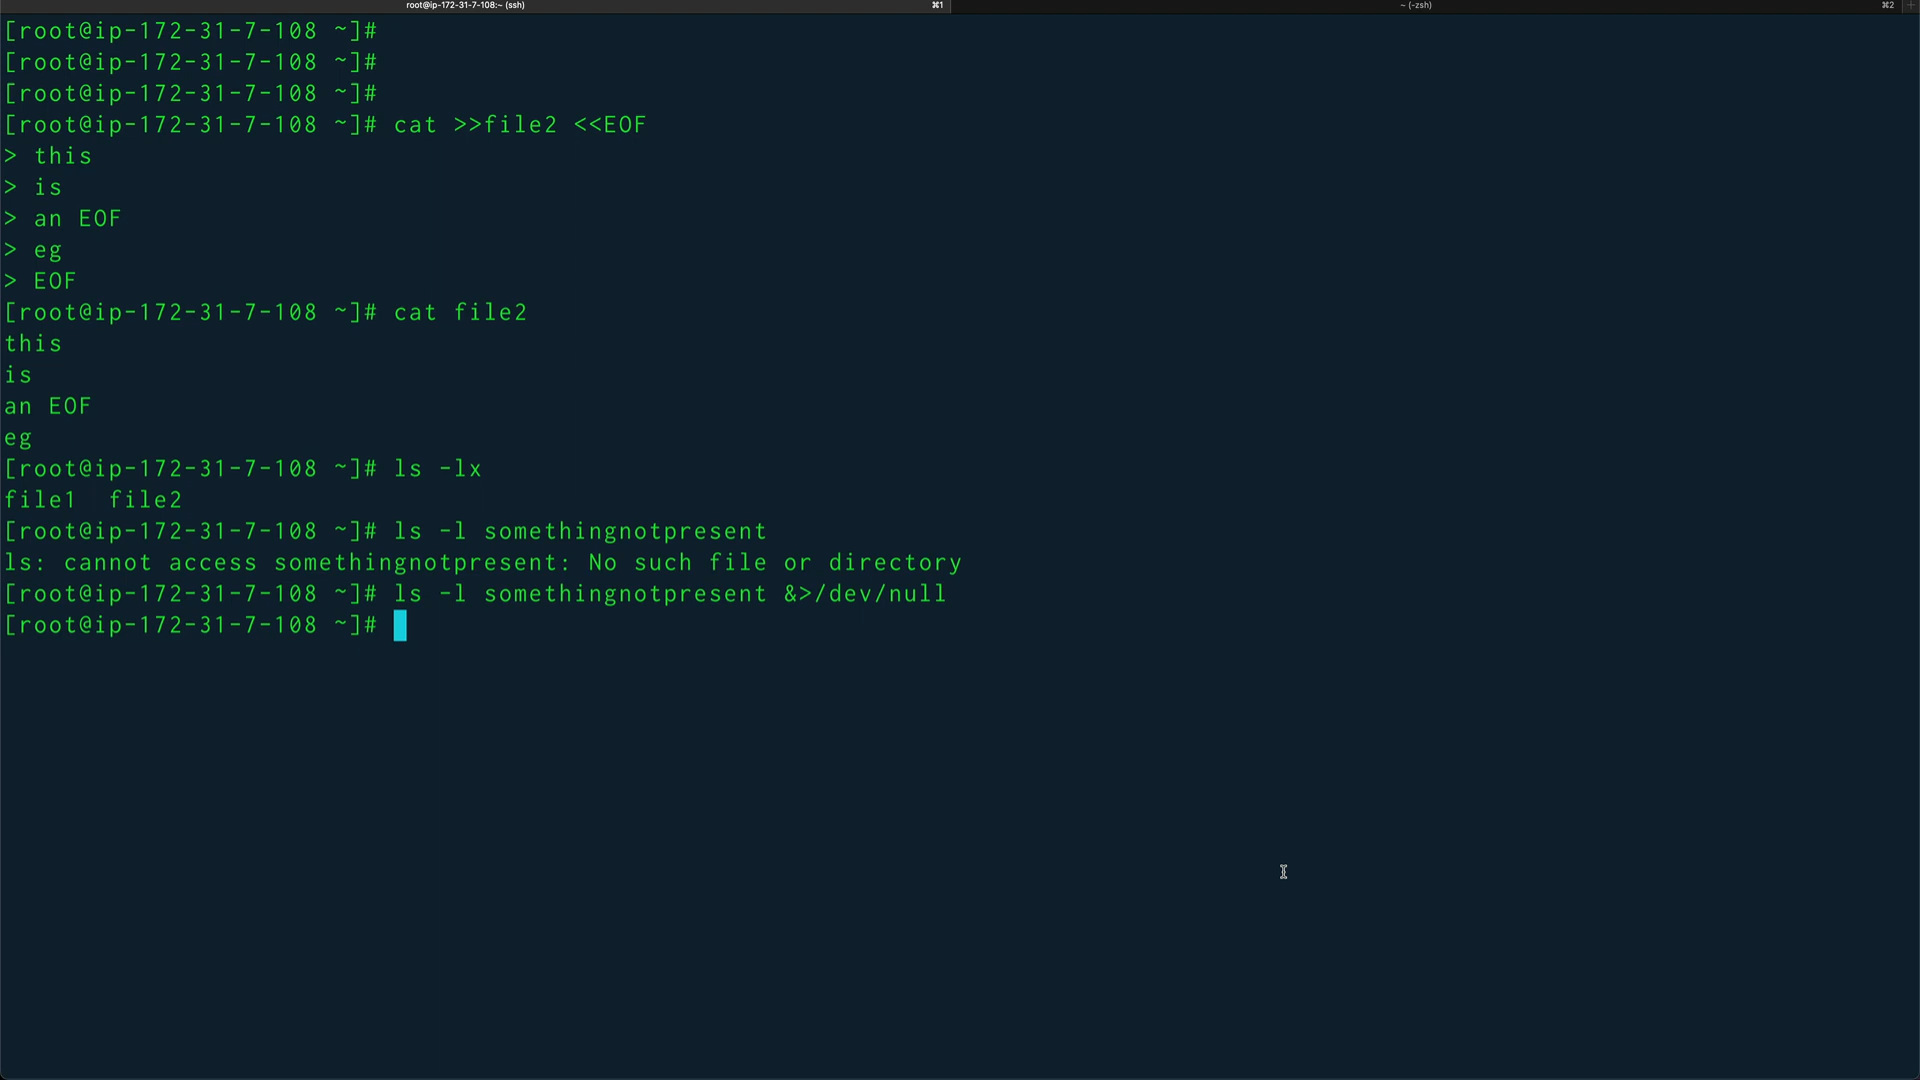 root@ip-172-31-7-108:~ (ssh) ⌘1 ~ (-zsh) ⌘2 +
[root@ip-172-31-7-108 ~]#
[root@ip-172-31-7-108 ~]#
[root@ip-172-31-7-108 ~]#
[root@ip-172-31-7-108 ~]# cat >>file2 <<EOF
> this
> is
> an EOF
> eg
> EOF
[root@ip-172-31-7-108 ~]# cat file2
this
is
an EOF
eg
[root@ip-172-31-7-108 ~]# ls -lx
file1  file2
[root@ip-172-31-7-108 ~]# ls -l somethingnotpresent
ls: cannot access somethingnotpresent: No such file or directory
[root@ip-172-31-7-108 ~]# ls -l somethingnotpresent &>/dev/null
[root@ip-172-31-7-108 ~]#